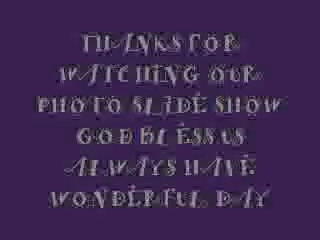 THANKS FOR
WATCHING OUR
PHOTO SLIDE SHOW
GOD BLESS US
ALWAYS HAVE
WONDERFUL DAY